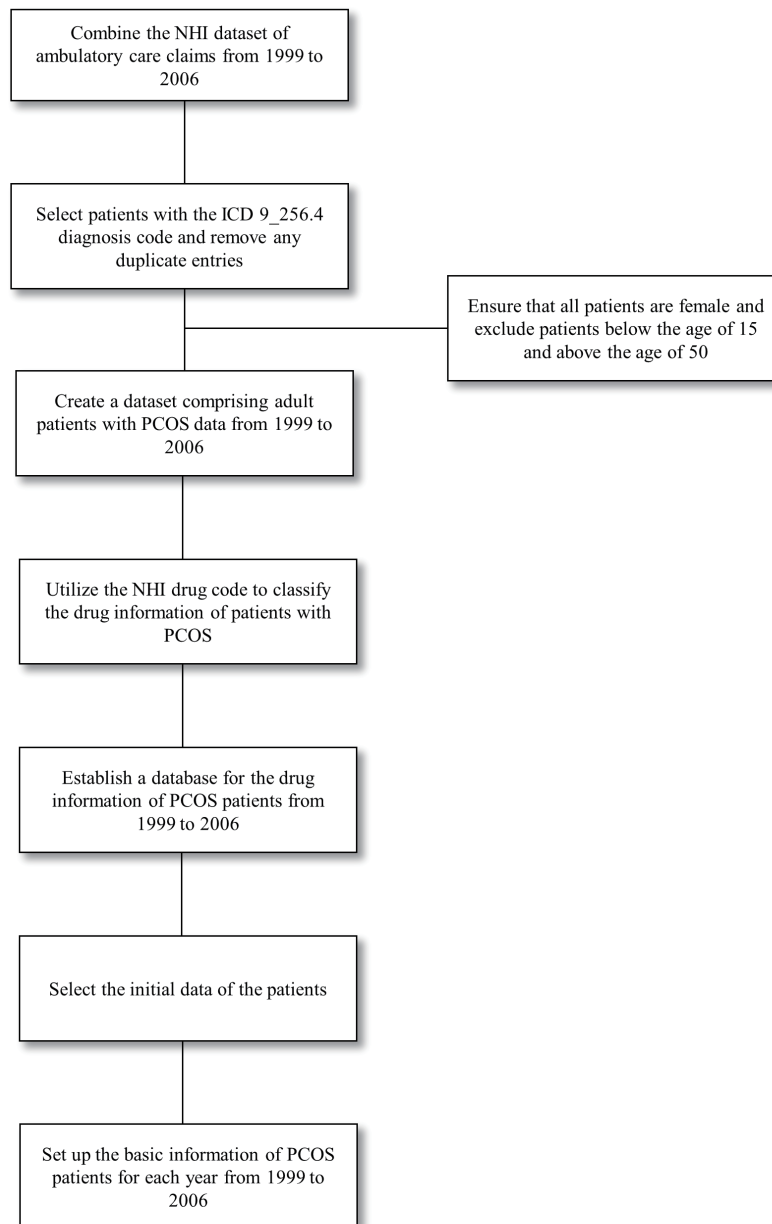 Combine the NHI dataset of
ambulatory care claims from 1999 to
2006
Select patients with the ICD 9_256.4
diagnosis code and remove any
duplicate entries
Ensure that all patients are female and
exclude patients below the age of 15
and above the age of 50
Create a dataset comprising adult
patients with PCOS data from 1999 to
2006
Utilize the NHI drug code to classify
the drug information of patients with
PCOS
Establish a database for the drug
information of PCOS patients from
1999 to 2006
Select the initial data of the patients
Set up the basic information of PCOS
patients for each year from 1999 to
2006